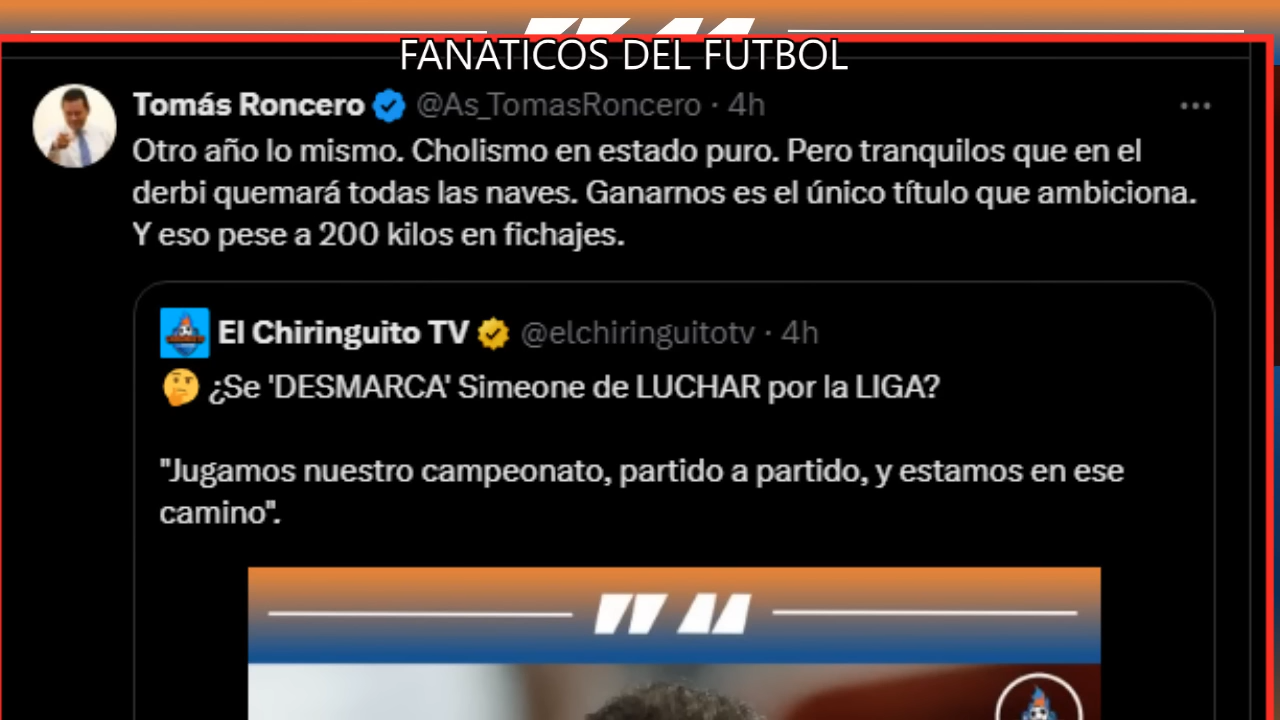 FANATICOS DEL FUTBOL
Tomás Roncero @As_TomasRoncero · 4h
Otro año lo mismo. Cholismo en estado puro. Pero tranquilos que en el
derbi quemará todas las naves. Ganarnos es el único título que ambiciona.
Y eso pese a 200 kilos en fichajes.
El Chiringuito TV @elchiringuitotv · 4h
🤔 ¿Se 'DESMARCA' Simeone de LUCHAR por la LIGA?
"Jugamos nuestro campeonato, partido a partido, y estamos en ese
camino".